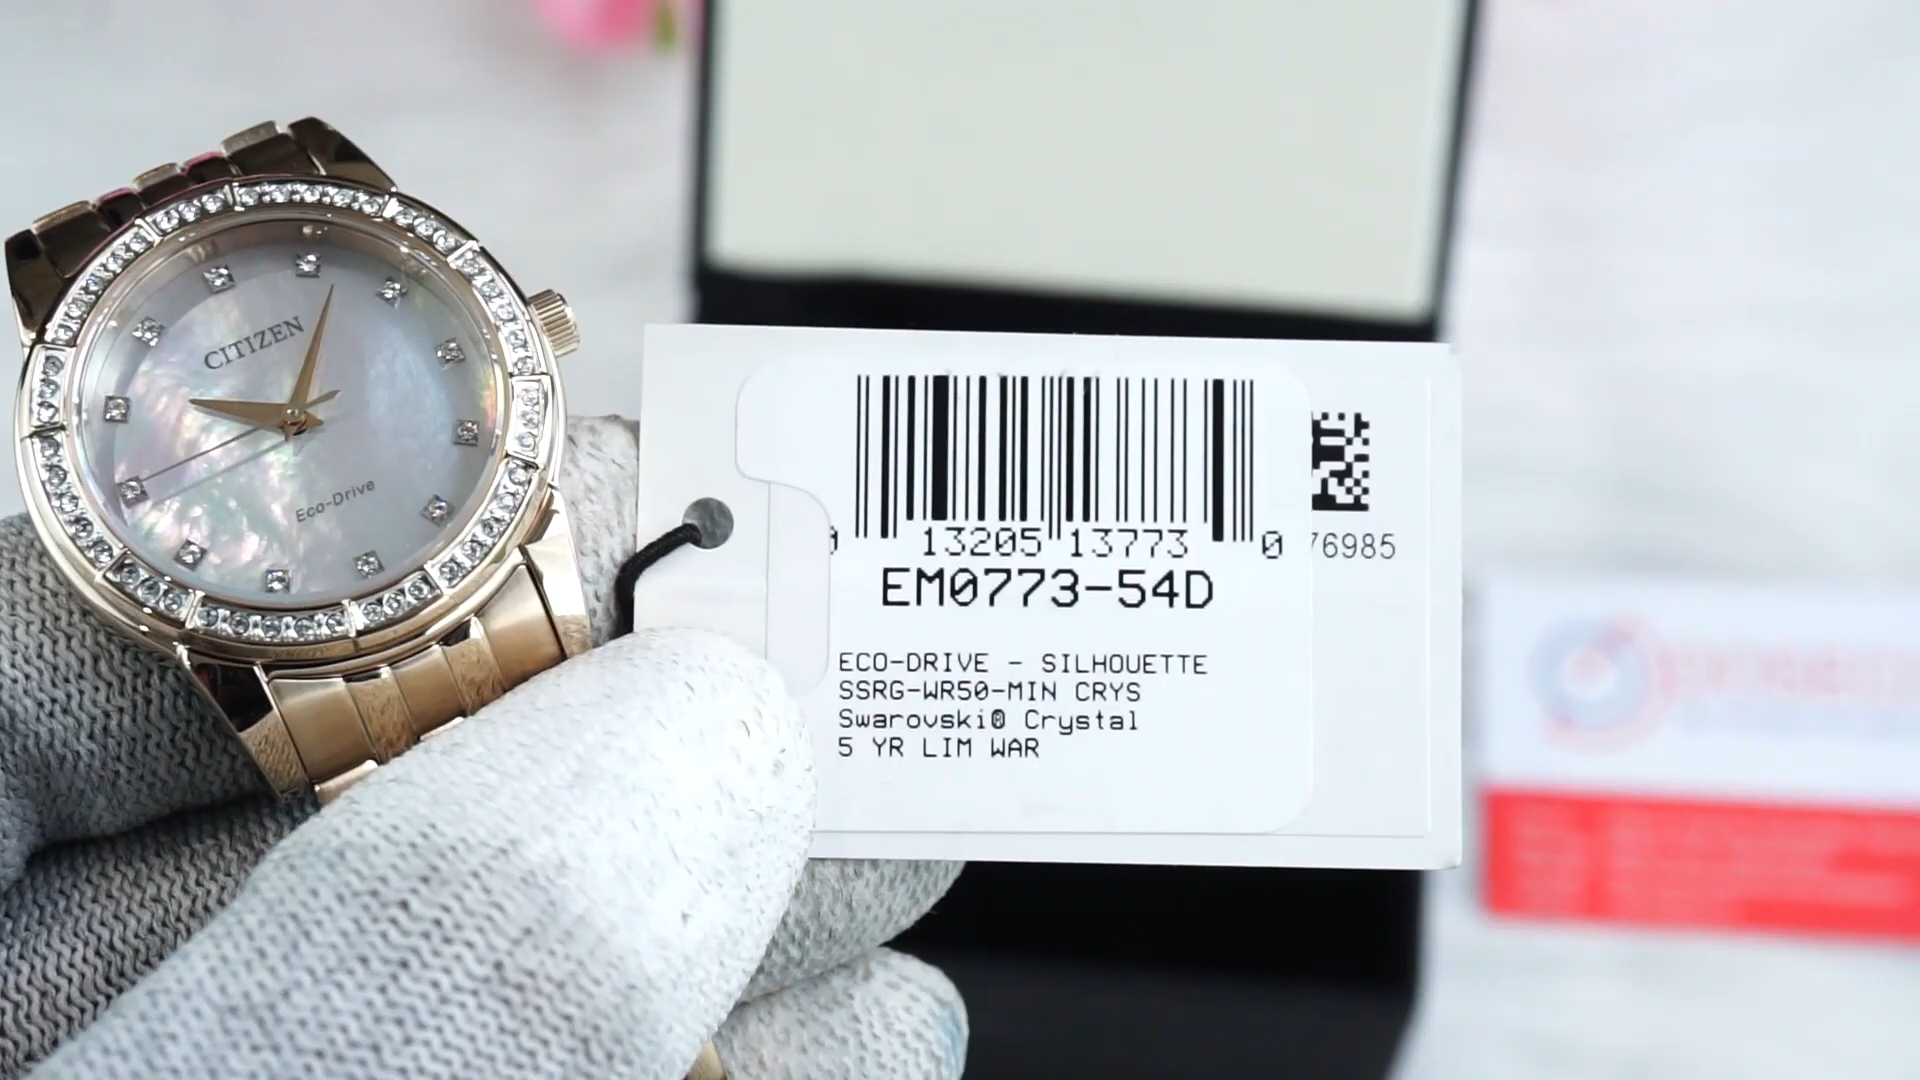 CITIZEN
Eco-Drive
13205 13773 0
76985
EM0773-54D
ECO-DRIVE - SILHOUETTE
SSRG-WR50-MIN CRYS
Swarovski® Crystal
5 YR LIM WAR